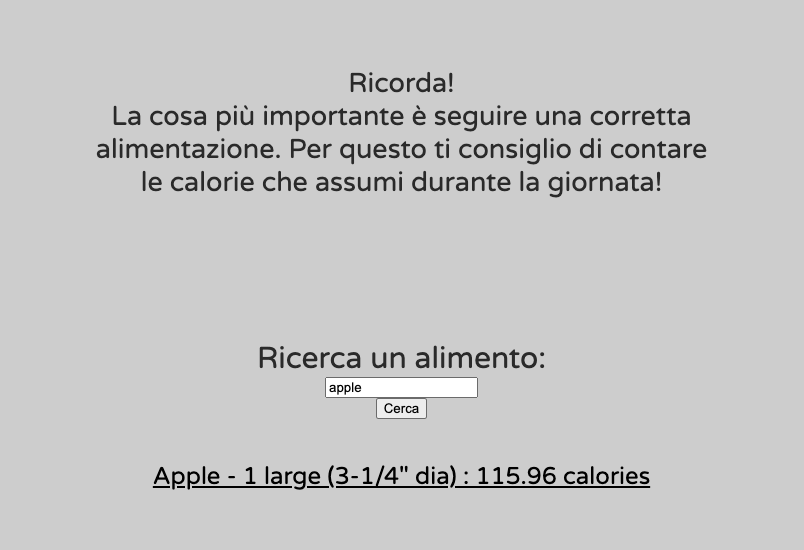 Ricorda!
La cosa più importante è seguire una corretta
alimentazione. Per questo ti consiglio di contare
le calorie che assumi durante la giornata!
Ricerca un alimento:
apple
Cerca
Apple - 1 large (3-1/4" dia) : 115.96 calories